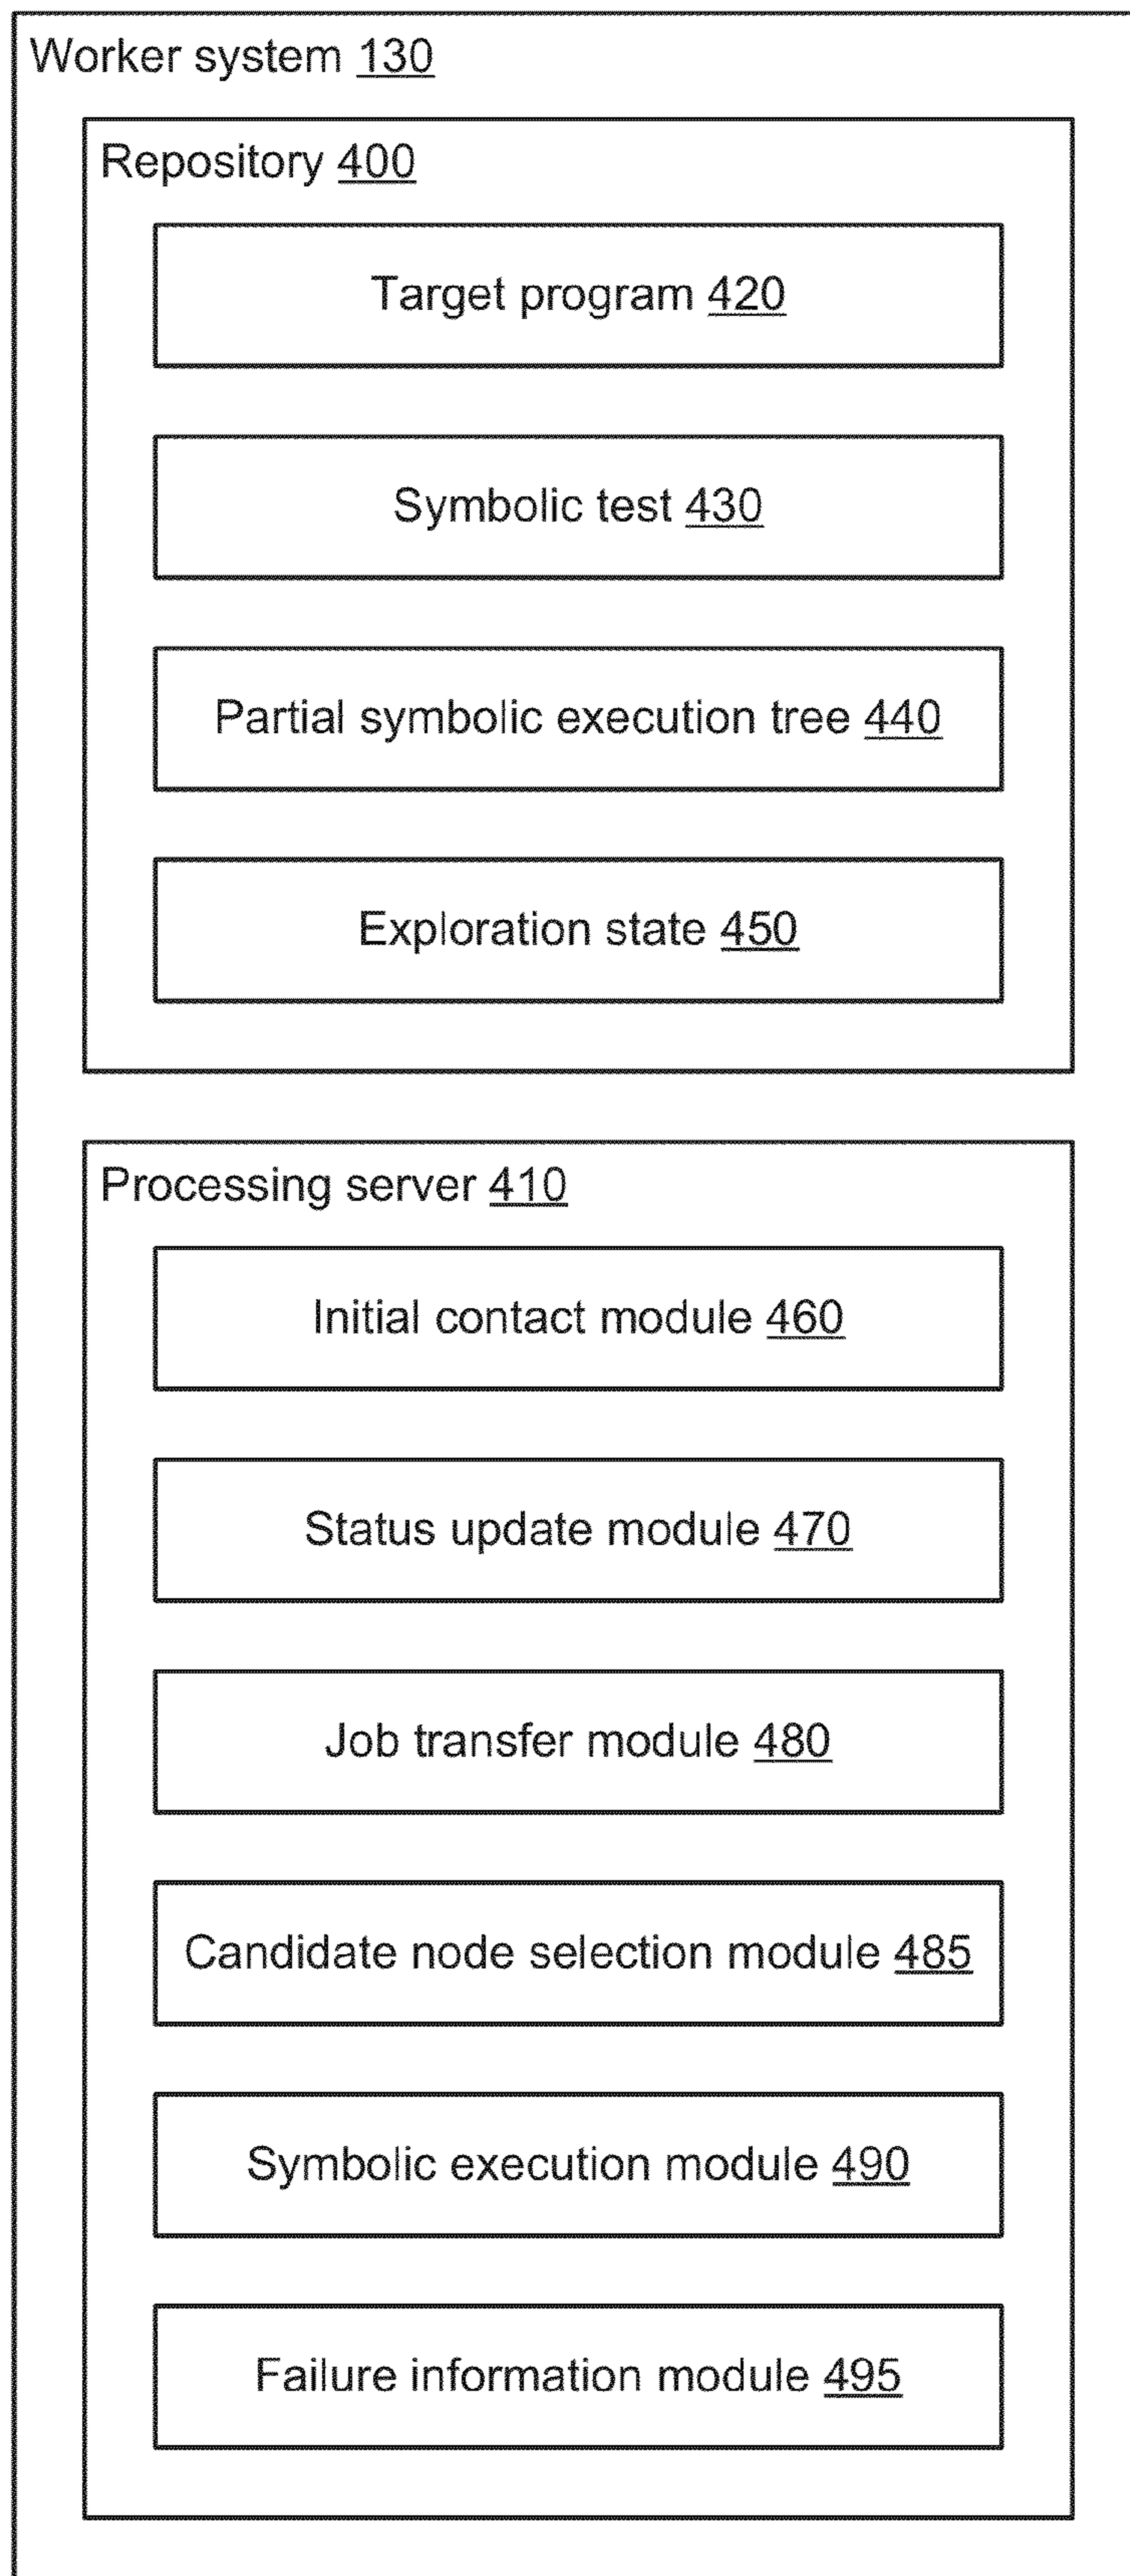 Worker system 130
Repository 400
Target program 420
Symbolic test 430
Partial symbolic execution tree 440
Exploration state 450
Processing server 410
Initial contact module 460
Status update module 470
Job transfer module 480
Candidate node selection module 485
Symbolic execution module 490
Failure information module 495